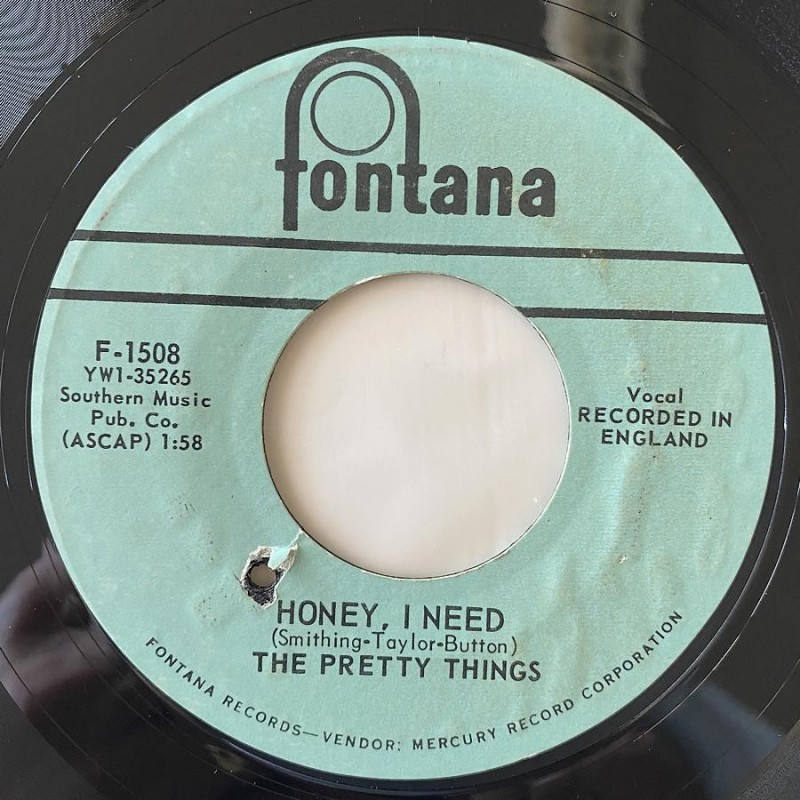 fontana
F-1508
YW1-35265
Southern Music
Pub. Co.
(ASCAP) 1:58
Vocal
RECORDED IN
ENGLAND
HONEY, I NEED
(Smithing-Taylor-Button)
THE PRETTY THINGS
FONTANA RECORDS—VENDOR: MERCURY RECORD CORPORATION